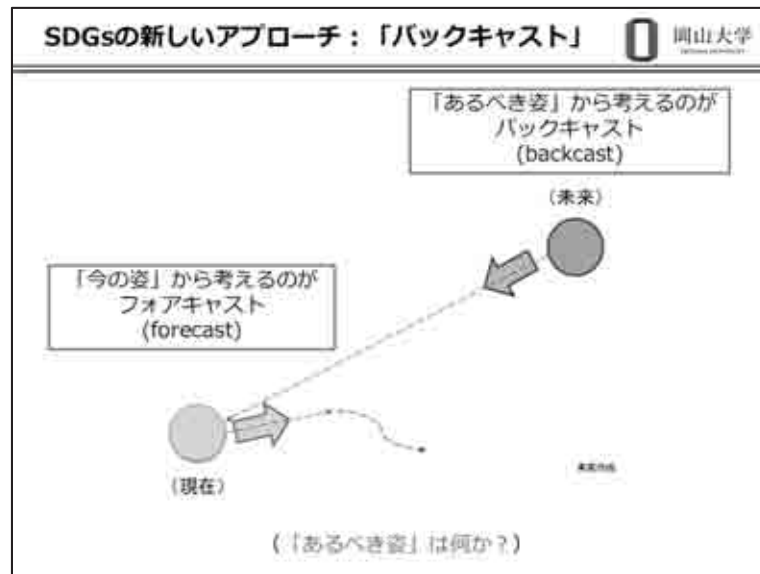 SDGsの新しいアプローチ：「バックキャスト」
岡山大学
「あるべき姿」から考えるのが
バックキャスト
(backcast)
（未来）
「今の姿」から考えるのが
フォアキャスト
(forecast)
（現在）
（「あるべき姿」は何か？）